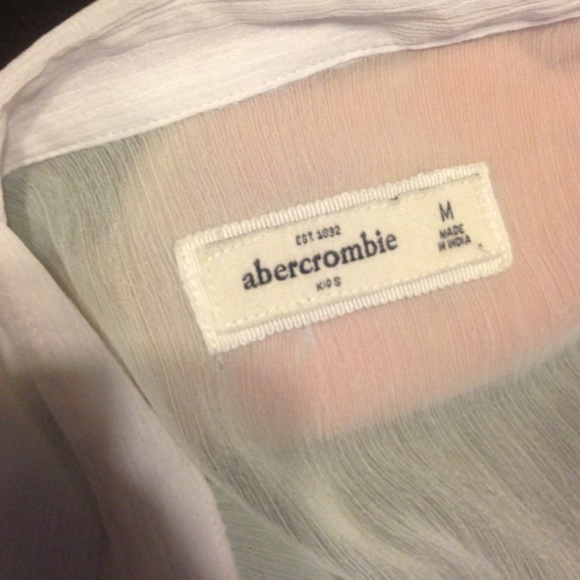 EST. 1892
abercrombie
KIDS
M
MADE
IN INDIA